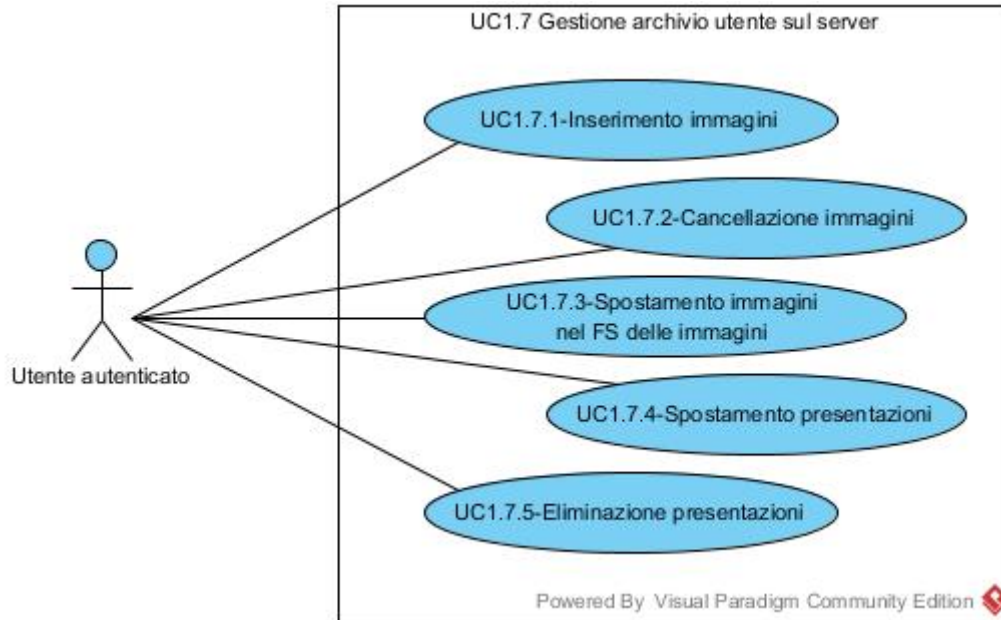 UC1.7 Gestione archivio utente sul server
UC1.7.1-Inserimento immagini
UC1.7.2-Cancellazione immagini
UC1.7.3-Spostamento immagini
nel FS delle immagini
Utente autenticato
UC1.7.4-Spostamento presentazioni
UC1.7.5-Eliminazione presentazioni
Powered By Visual Paradigm Community Edition